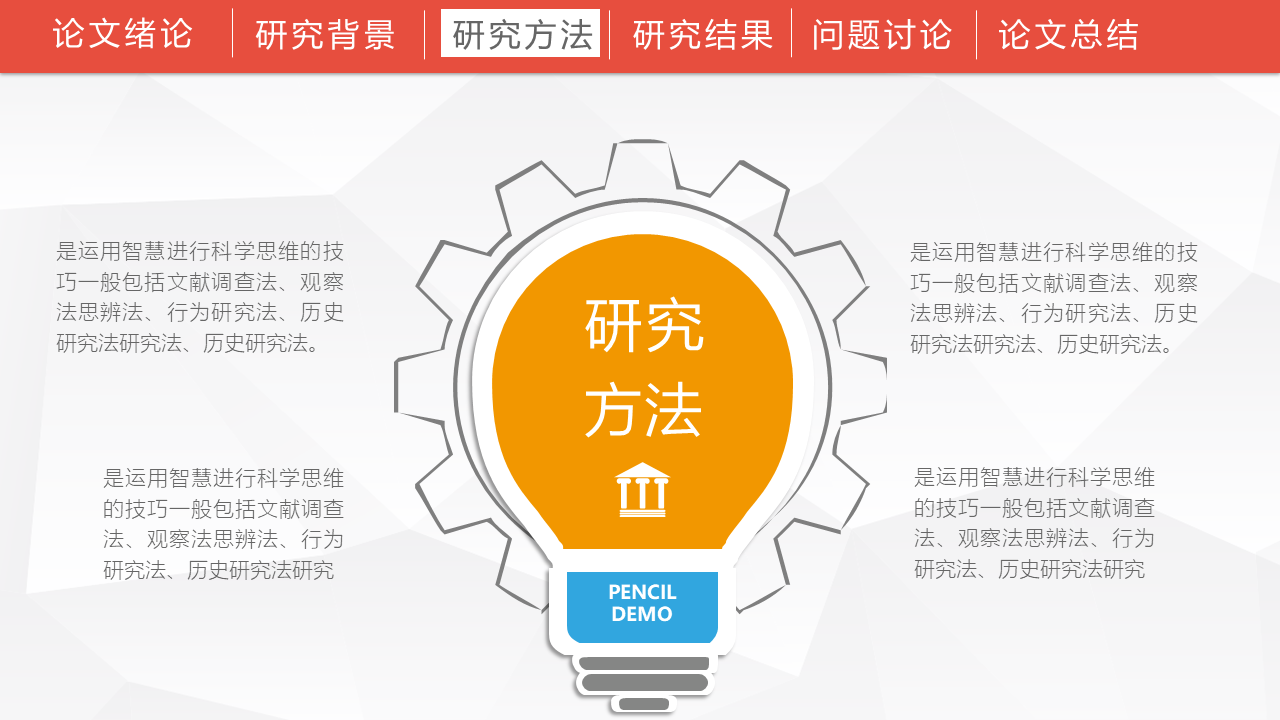 论文绪论
研究背景
研究方法
研究结果
问题讨论
论文总结
是运用智慧进行科学思维的技
巧一般包括文献调查法、观察
法思辨法、行为研究法、历史
研究法研究法、历史研究法。
是运用智慧进行科学思维
的技巧一般包括文献调查
法、观察法思辨法、行为
研究法、历史研究法研究
研究
方法
PENCIL
DEMO
是运用智慧进行科学思维的技
巧一般包括文献调查法、观察
法思辨法、行为研究法、历史
研究法研究法、历史研究法。
是运用智慧进行科学思维
的技巧一般包括文献调查
法、观察法思辨法、行为
研究法、历史研究法研究